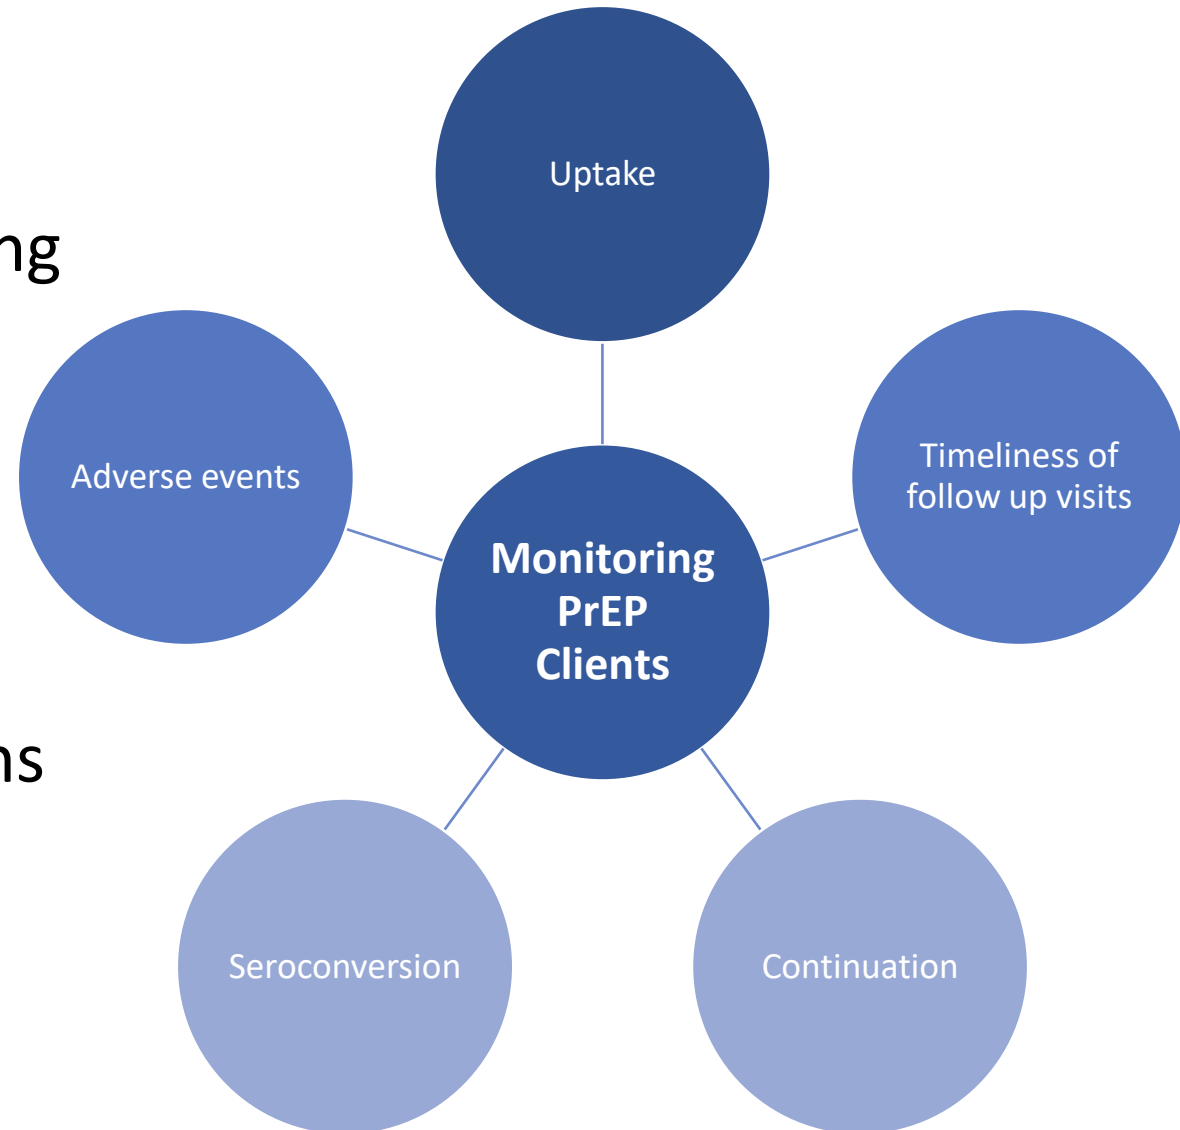 Uptake
ng
Adverse events
Timeliness of
follow up visits
Monitoring
PrEP
Clients
ns
Seroconversion
Continuation